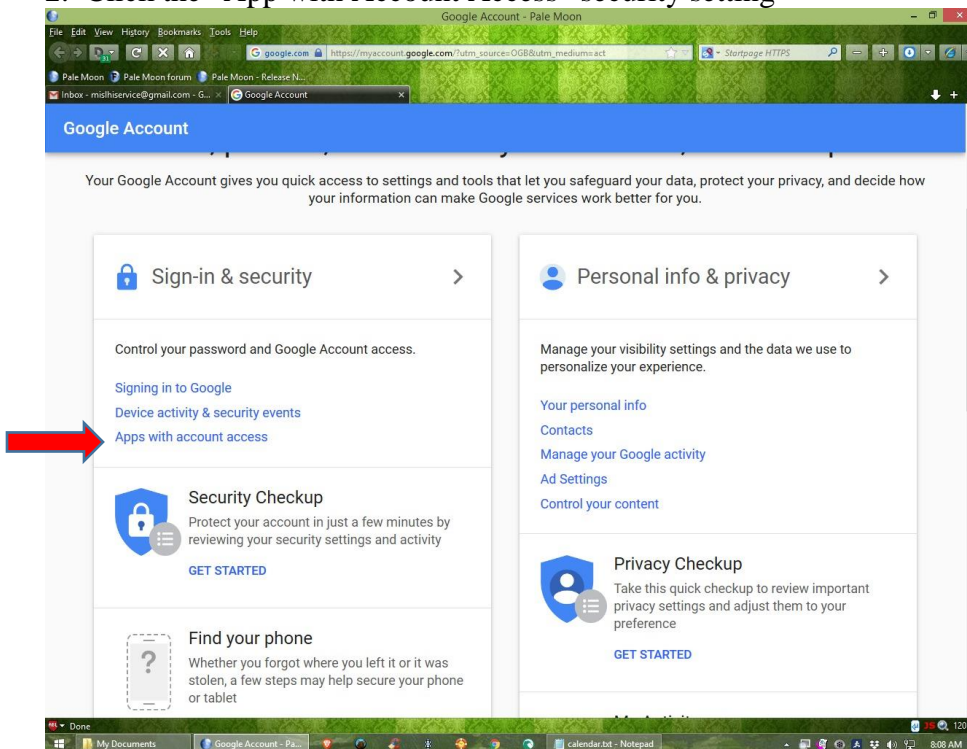 2. Click the "App with Account Access" security setting
Google Account - Pale Moon
File Edit View History Bookmarks Tools Help
google.com https://myaccount.google.com/?utm_source=OGB&utm_medium=act Startpage HTTPS
Pale Moon Pale Moon forum Pale Moon - Release N...
Inbox - mislhiservice@gmail.com - G... Google Account
Google Account
Your Google Account gives you quick access to settings and tools that let you safeguard your data, protect your privacy, and decide how
your information can make Google services work better for you.
Sign-in & security
Control your password and Google Account access.
Signing in to Google
Device activity & security events
Apps with account access
Security Checkup
Protect your account in just a few minutes by
reviewing your security settings and activity
GET STARTED
Find your phone
Whether you forgot where you left it or it was
stolen, a few steps may help secure your phone
or tablet
Personal info & privacy
Manage your visibility settings and the data we use to
personalize your experience.
Your personal info
Contacts
Manage your Google activity
Ad Settings
Control your content
Privacy Checkup
Take this quick checkup to review important
privacy settings and adjust them to your
preference
GET STARTED
Done
JS 120
My Documents Google Account - Pa... calendar.txt - Notepad 8:08 AM